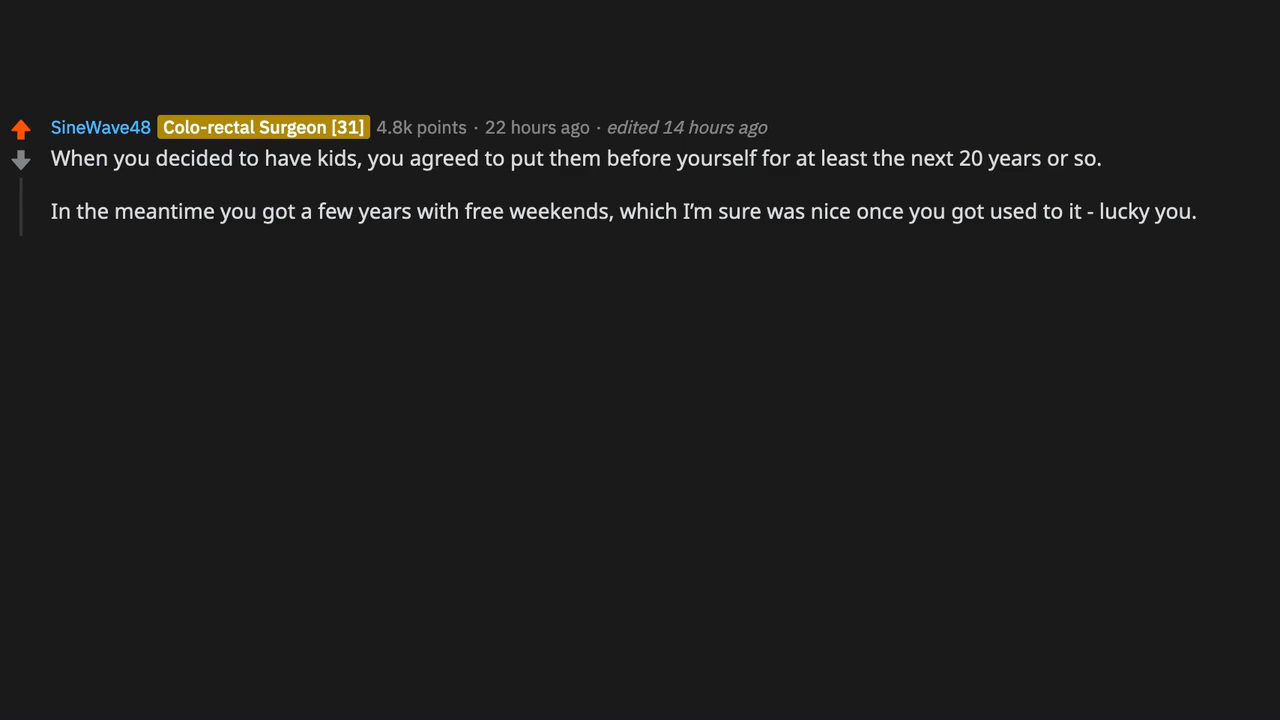 SineWave48 Colo-rectal Surgeon [31] 4.8k points · 22 hours ago · edited 14 hours ago
When you decided to have kids, you agreed to put them before yourself for at least the next 20 years or so.
In the meantime you got a few years with free weekends, which I’m sure was nice once you got used to it - lucky you.